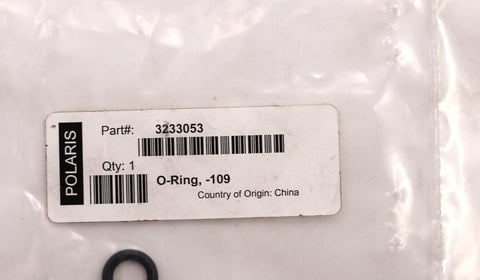 POLARIS
Part#: 3233053
Qty: 1
O-Ring, -109
Country of Origin: China